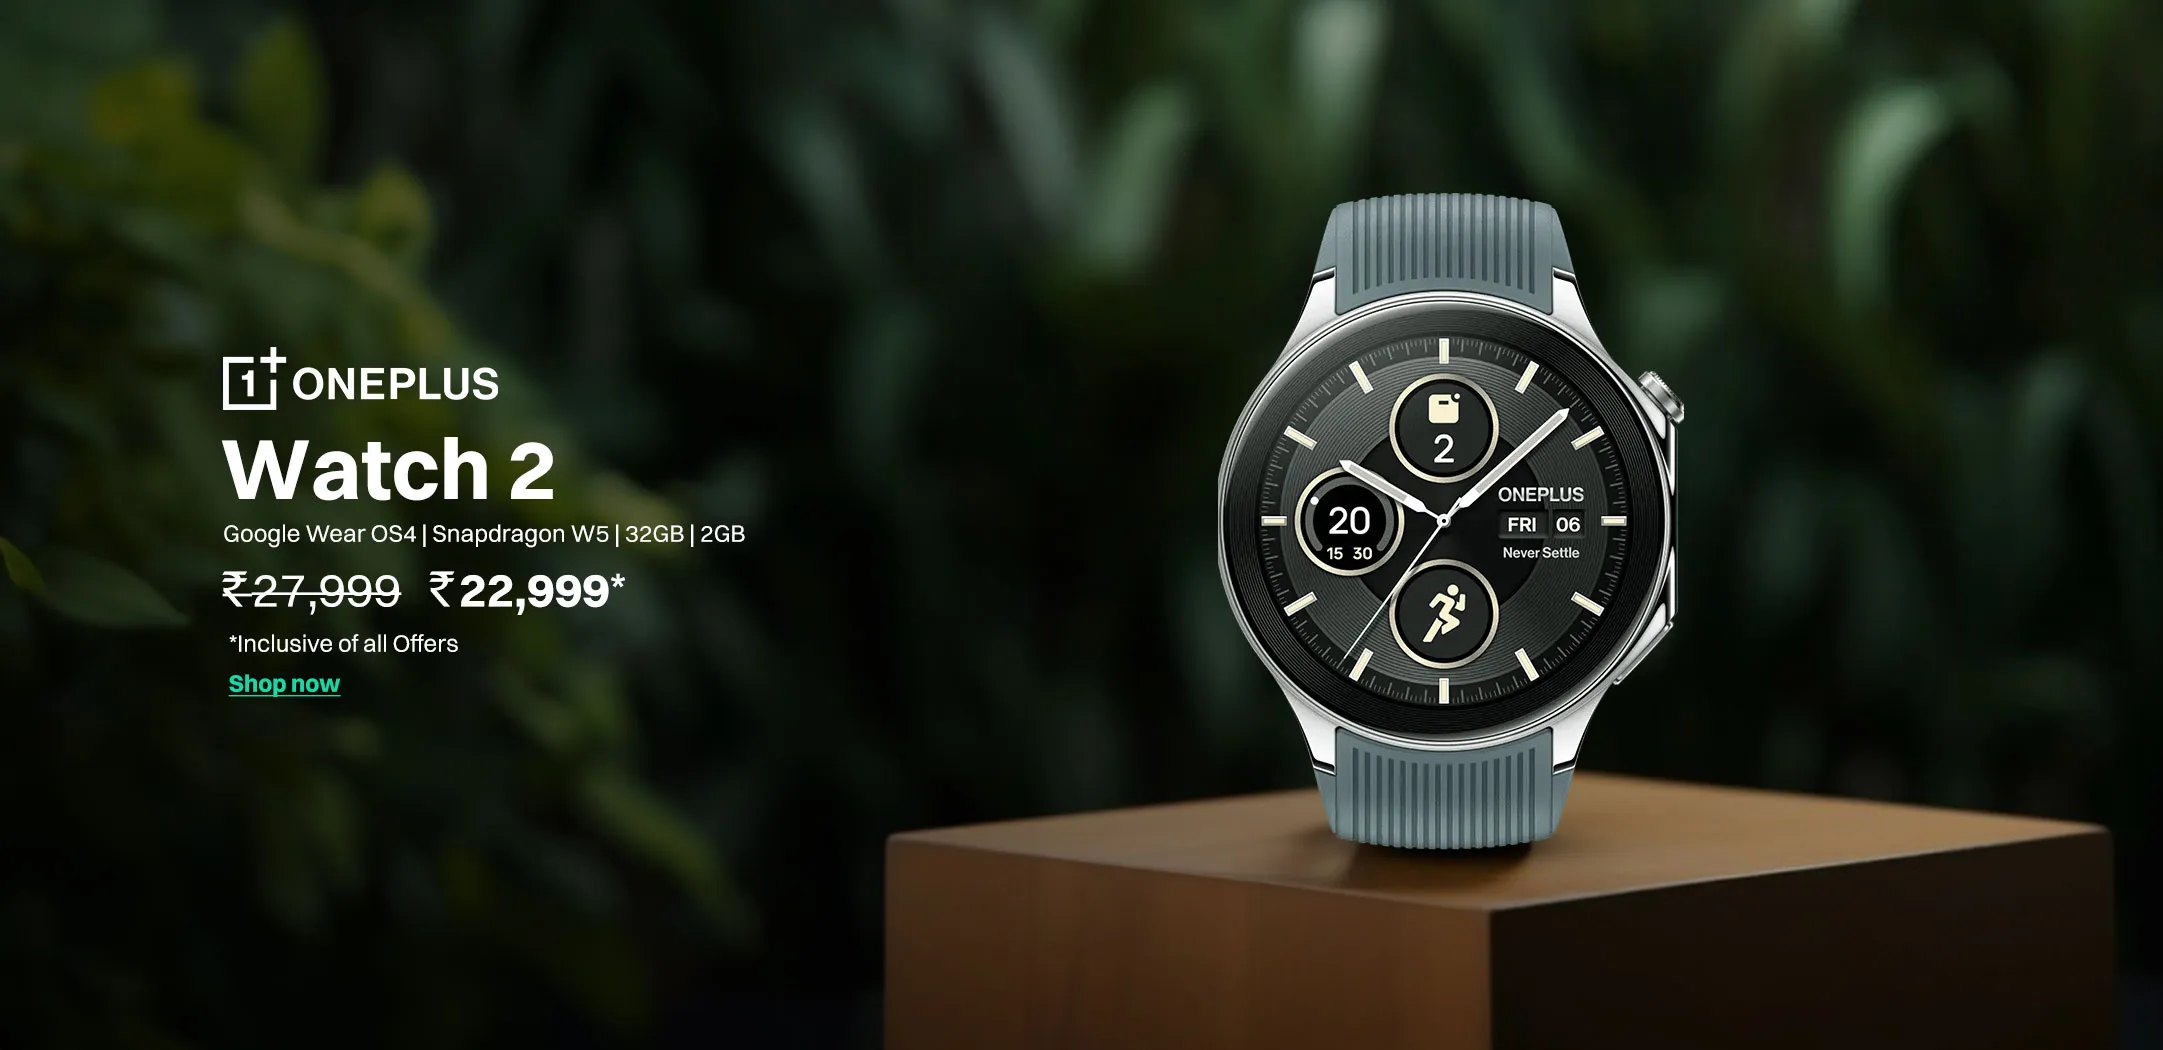 1+ ONEPLUS
Watch 2
Google Wear OS4 | Snapdragon W5 | 32GB | 2GB
₹27,999 ₹22,999*
*Inclusive of all Offers
Shop now
2
20
15 30
ONEPLUS
FRI 06
Never Settle